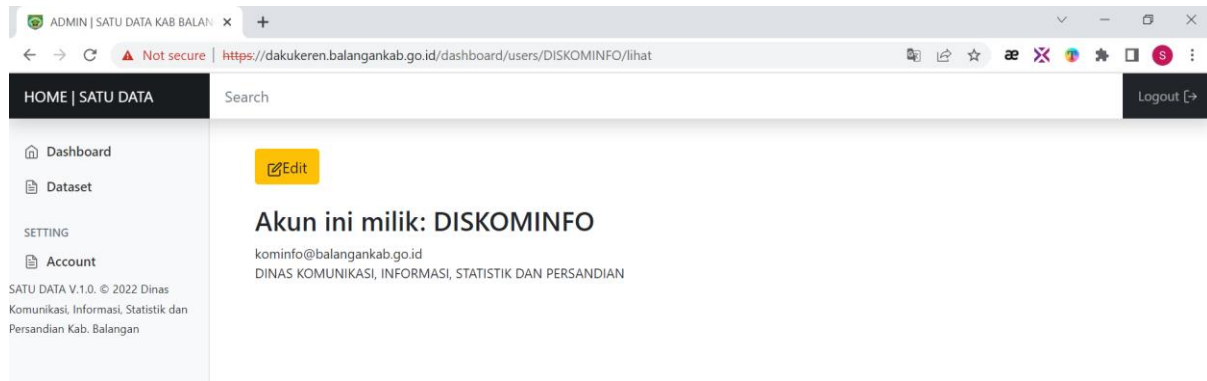 ADMIN | SATU DATA KAB BALAN
Not secure | https://dakukeren.balangankab.go.id/dashboard/users/DISKOMINFO/lihat
S
HOME | SATU DATA
Search
Logout
Dashboard
Dataset
SETTING
Account
SATU DATA V.1.0. © 2022 Dinas
Komunikasi, Informasi, Statistik dan
Persandian Kab. Balangan
Edit
Akun ini milik: DISKOMINFO
kominfo@balangankab.go.id
DINAS KOMUNIKASI, INFORMASI, STATISTIK DAN PERSANDIAN